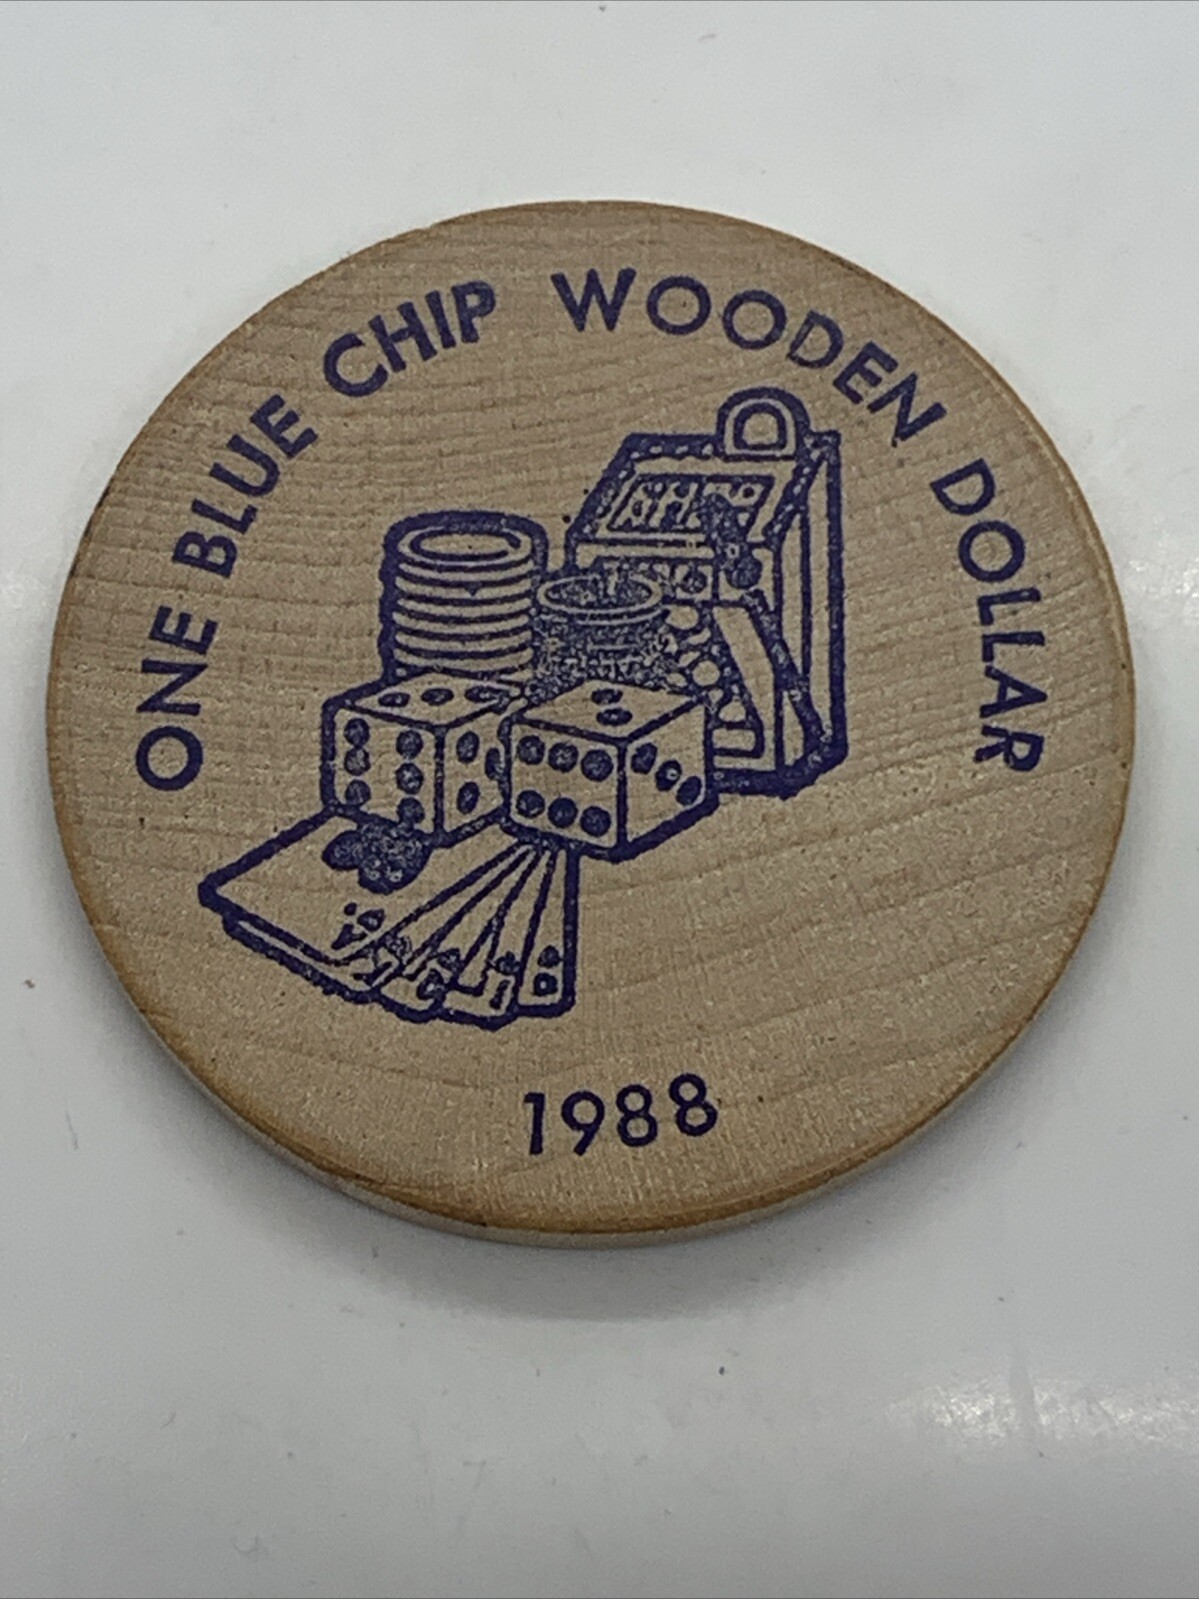 ONE BLUE CHIP WOODEN DOLLAR
1988